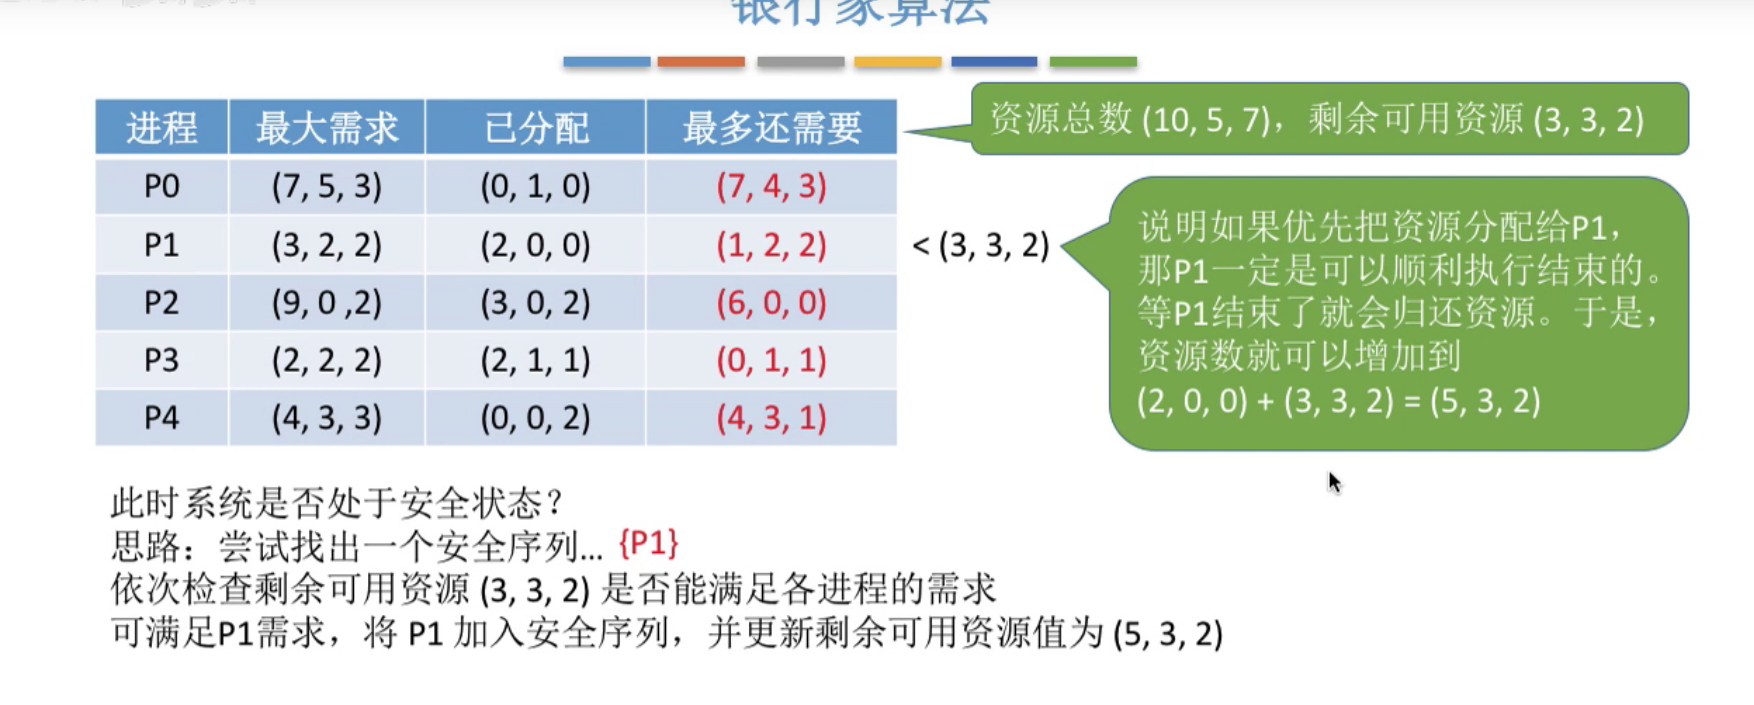 银行家算法
资源总数 (10, 5, 7)，剩余可用资源 (3, 3, 2)
进程 最大需求 已分配 最多还需要
P0 (7, 5, 3) (0, 1, 0) (7, 4, 3)
P1 (3, 2, 2) (2, 0, 0) (1, 2, 2) < (3, 3, 2)
P2 (9, 0 ,2) (3, 0, 2) (6, 0, 0)
P3 (2, 2, 2) (2, 1, 1) (0, 1, 1)
P4 (4, 3, 3) (0, 0, 2) (4, 3, 1)
说明如果优先把资源分配给P1，
那P1一定是可以顺利执行结束的。
等P1结束了就会归还资源。于是，
资源数就可以增加到
(2, 0, 0) + (3, 3, 2) = (5, 3, 2)
此时系统是否处于安全状态？
思路：尝试找出一个安全序列... {P1}
依次检查剩余可用资源 (3, 3, 2) 是否能满足各进程的需求
可满足P1需求，将 P1 加入安全序列，并更新剩余可用资源值为 (5, 3, 2)